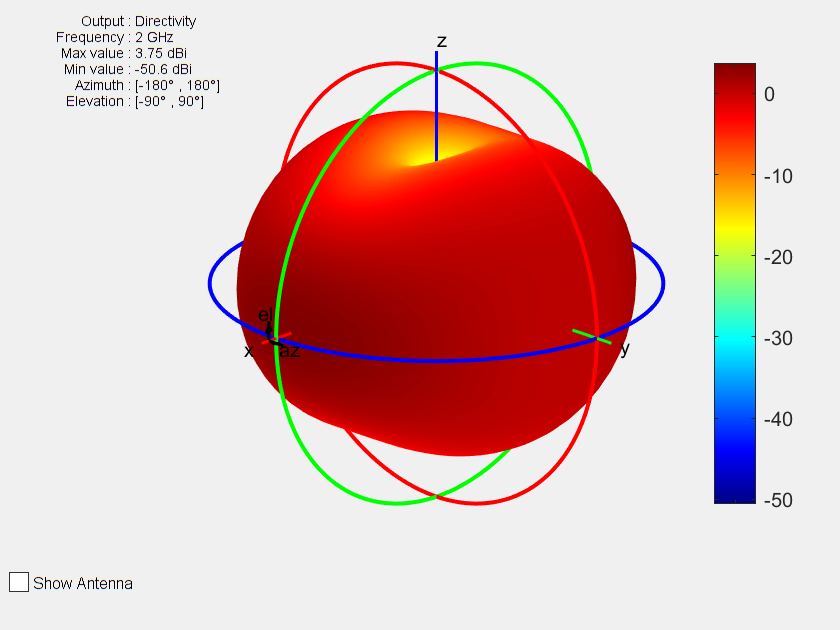 Output : Directivity
Frequency : 2 GHz
Max value : 3.75 dBi
Min value : -50.6 dBi
Azimuth : [-180° , 180°]
Elevation : [-90° , 90°]
z
0
-10
-20
-30
-40
-50
el
x az
y
Show Antenna